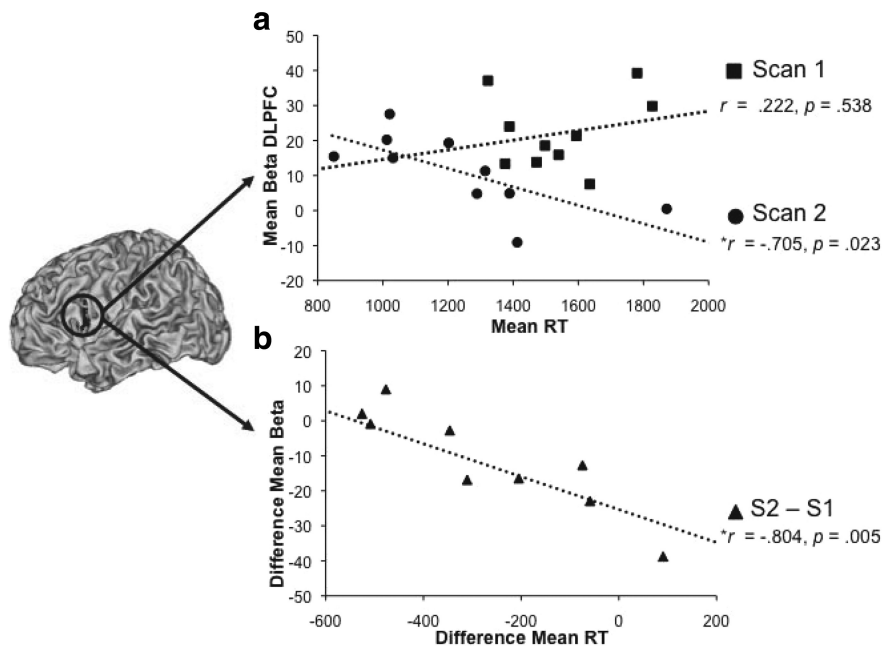 a
50
40
30
20
10
0
-10
-20
Mean Beta DLPFC
800 1000 1200 1400 1600 1800 2000
Mean RT
Scan 1
r = .222, p = .538
Scan 2
*r = -.705, p = .023
b
20
10
0
-10
-20
-30
-40
-50
Difference Mean Beta
-600 -400 -200 0 200
Difference Mean RT
S2 – S1
*r = -.804, p = .005